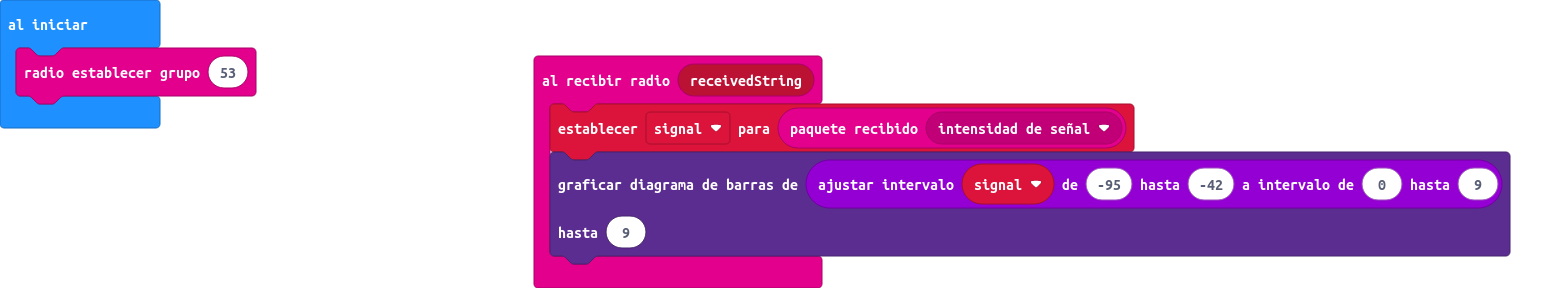 al iniciar
radio establecer grupo 53
al recibir radio receivedString
establecer signal para paquete recibido intensidad de señal
graficar diagrama de barras de ajustar intervalo signal de -95 hasta -42 a intervalo de 0 hasta 9
hasta 9